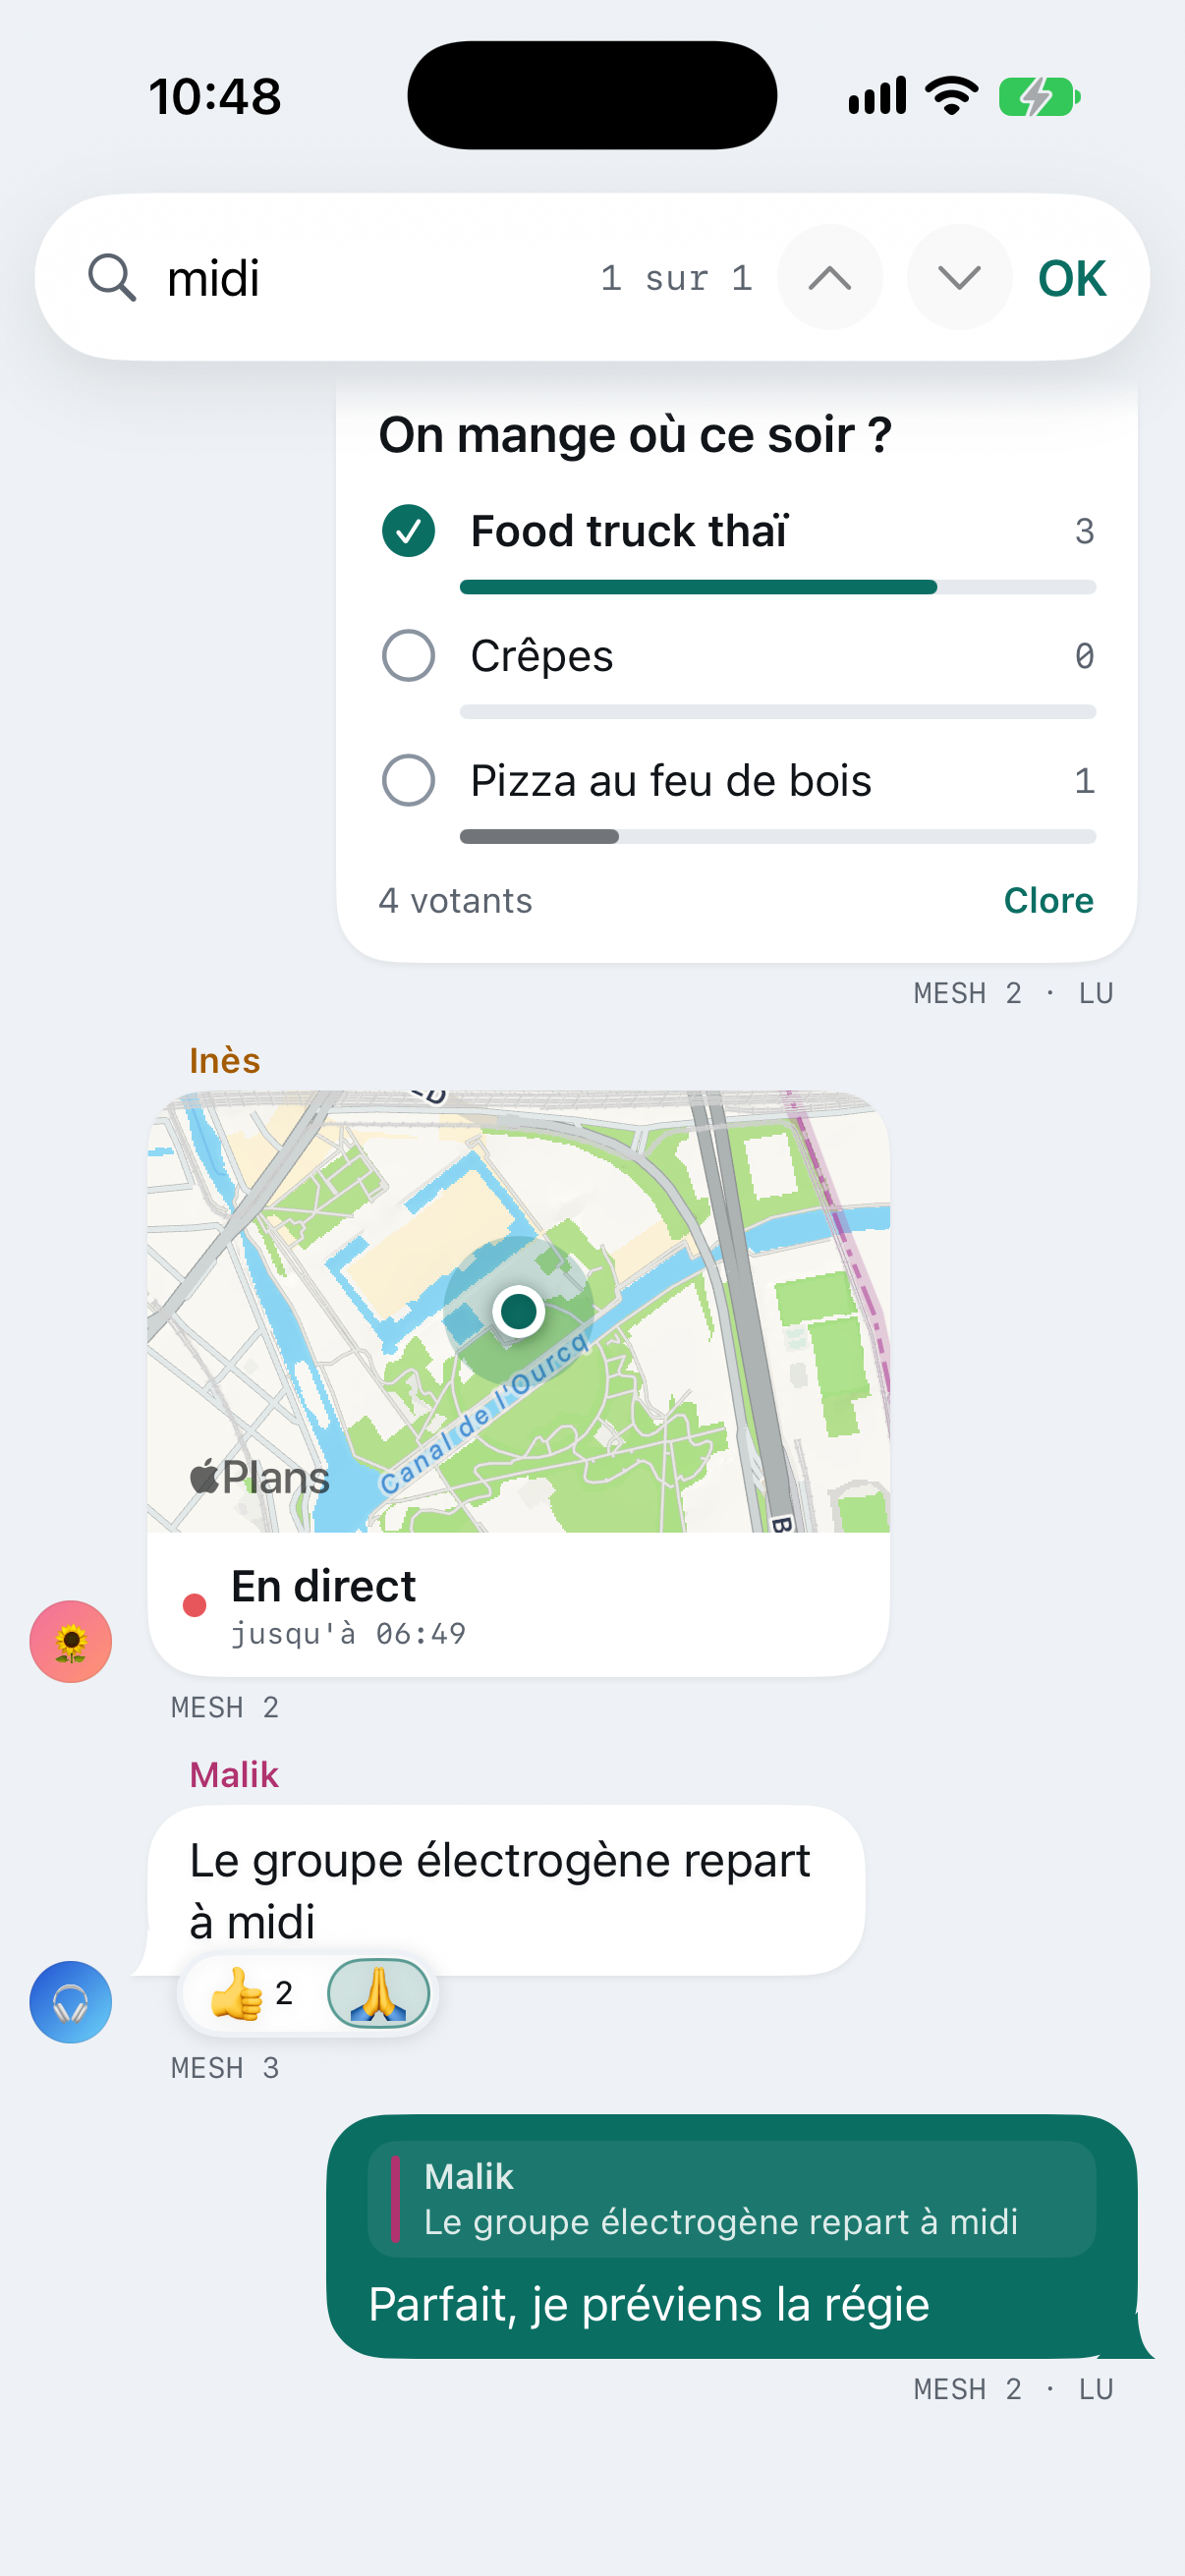 10:48
midi
1 sur 1
OK
On mange où ce soir ?
Food truck thaï
3
Crêpes
0
Pizza au feu de bois
1
4 votants
Clore
MESH 2 · LU
Inès
Canal de l'Ourcq
Plans
B
En direct
jusqu'à 06:49
MESH 2
Malik
Le groupe électrogène repart
à midi
2
MESH 3
Malik
Le groupe électrogène repart à midi
Parfait, je préviens la régie
MESH 2 · LU